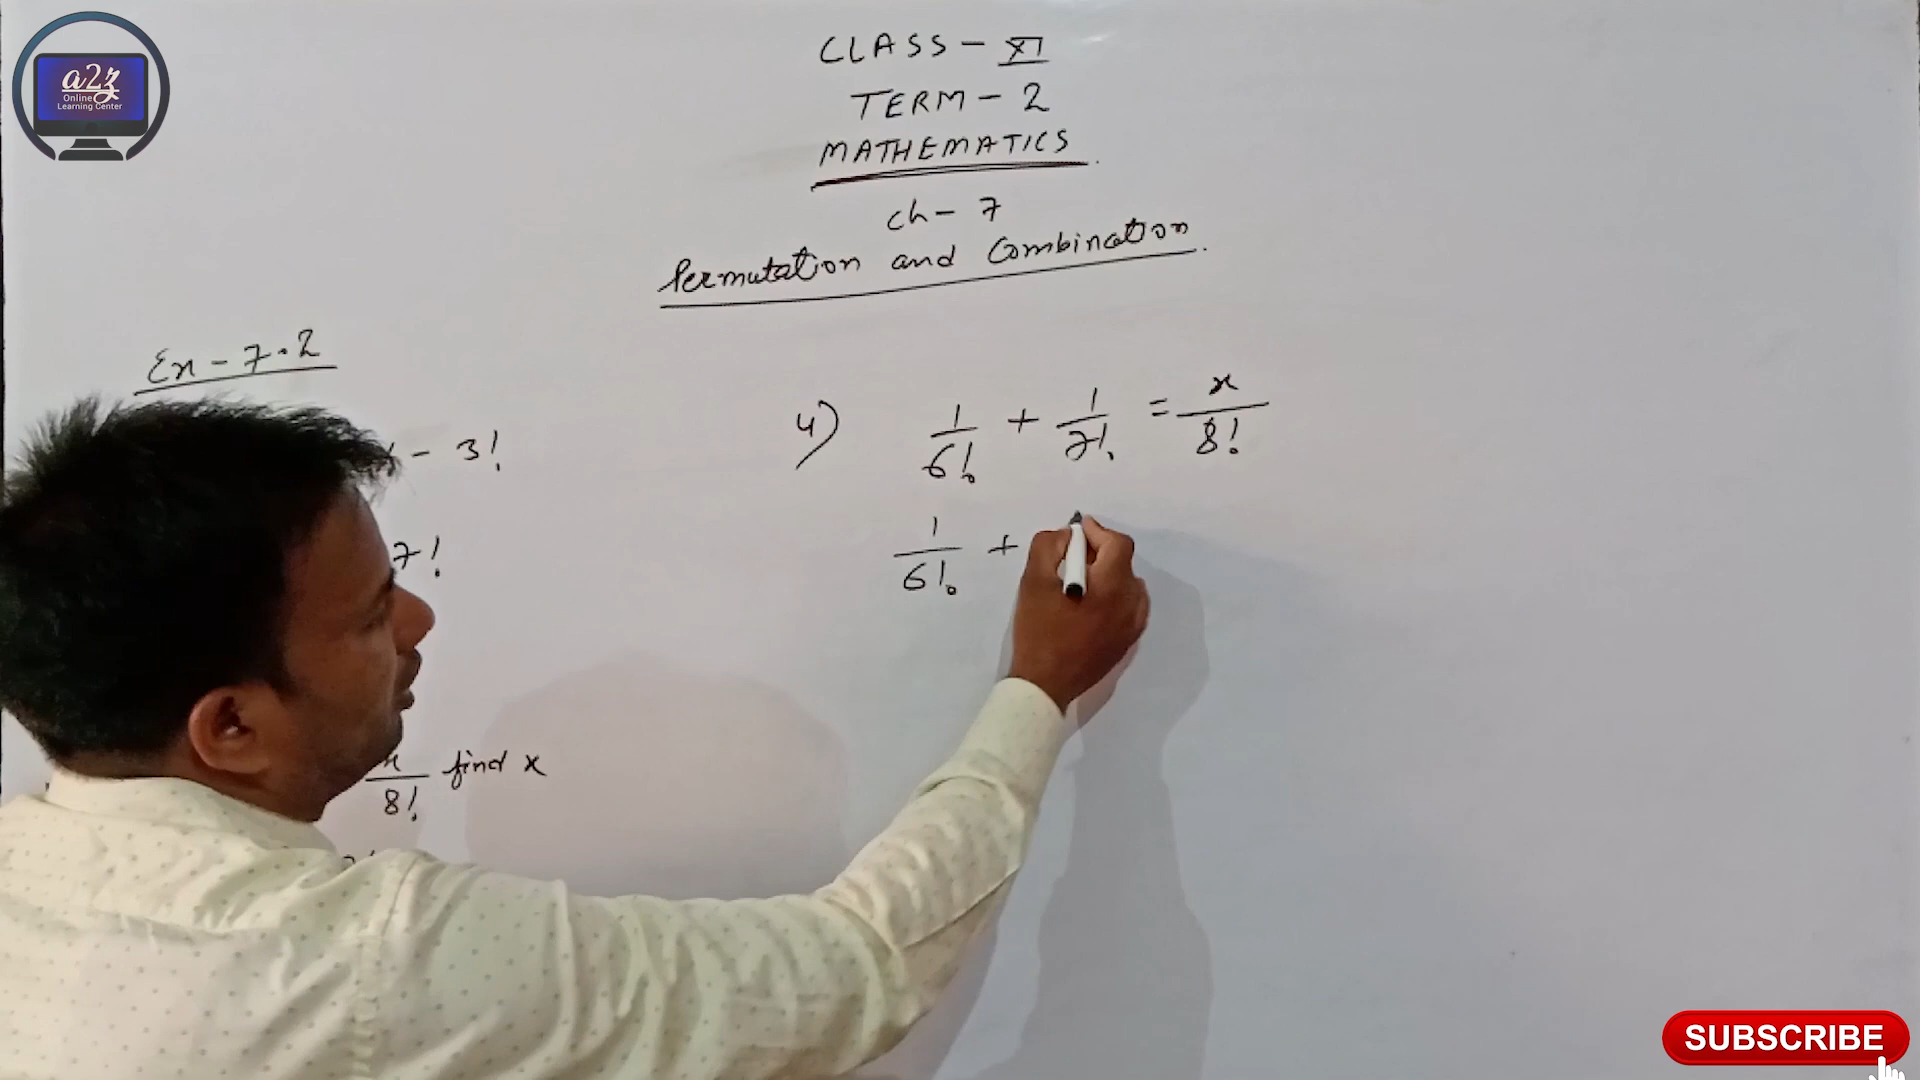 a2z
Online
Learning Center
CLASS - XI
TERM - 2
MATHEMATICS
Ch - 7
Permutation and Combination
Ex - 7.2
- 3!
7!
x/8! find x
4) 1/6! + 1/7! = x/8!
1/6! +
SUBSCRIBE